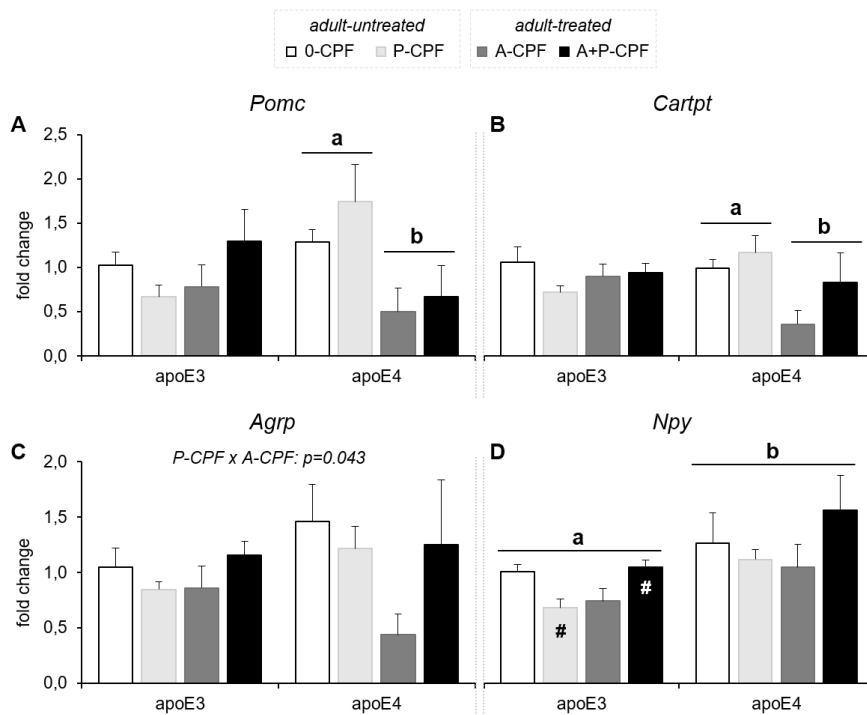 adult-untreated adult-treated
0-CPF P-CPF A-CPF A+P-CPF
Pomc
A
fold change
2,5
2,0
1,5
1,0
0,5
0,0
a
b
apoE3 apoE4
Cartpt
B
a
b
apoE3 apoE4
Agrp
C
P-CPF x A-CPF: p=0.043
fold change
2,0
1,5
1,0
0,5
0,0
apoE3 apoE4
Npy
D
a
b
#
#
apoE3 apoE4